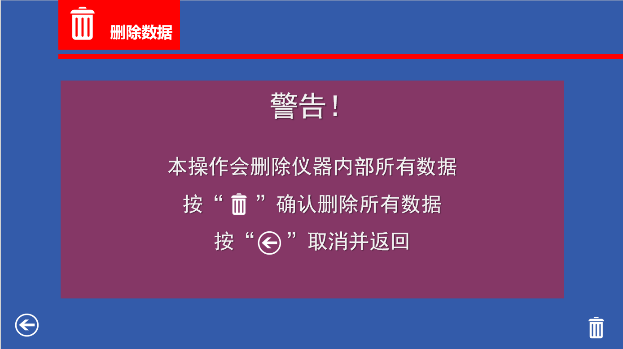 删除数据
警告！
本操作会删除仪器内部所有数据
按“ ”确认删除所有数据
按“ ”取消并返回